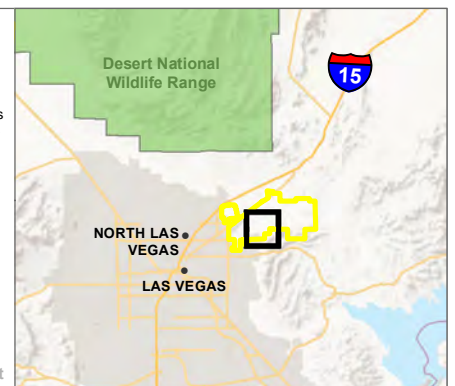 Desert National
Wildlife Range
15
s
NORTH LAS
VEGAS
LAS VEGAS
t